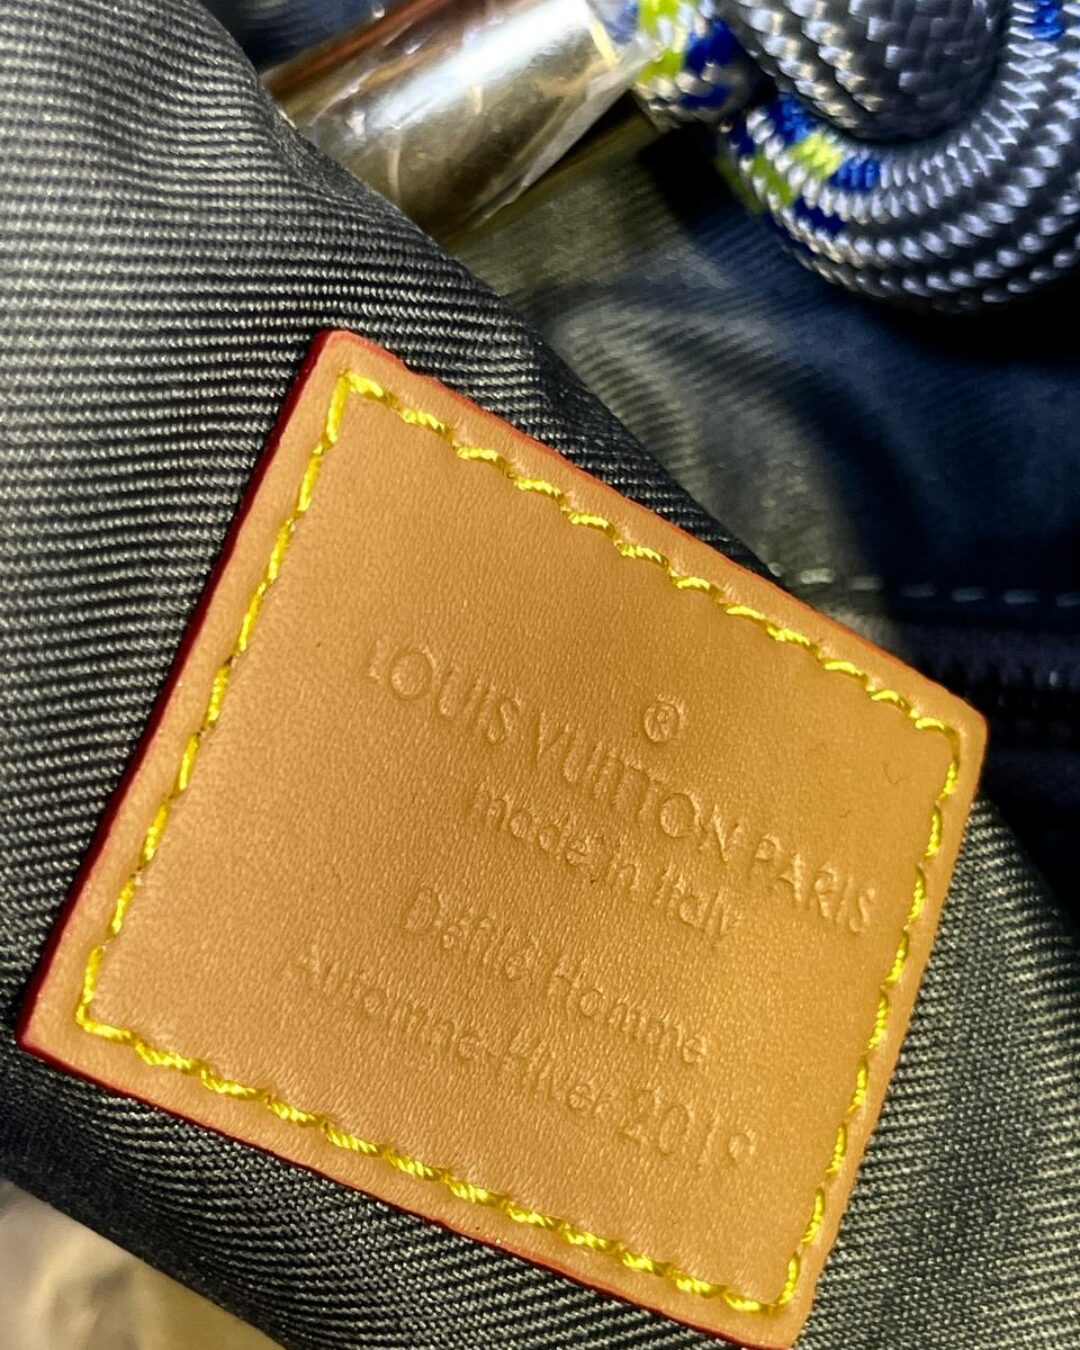 ®
LOUIS VUITTON PARIS
made in Italy
Défilé Homme
Automne-Hiver 2019